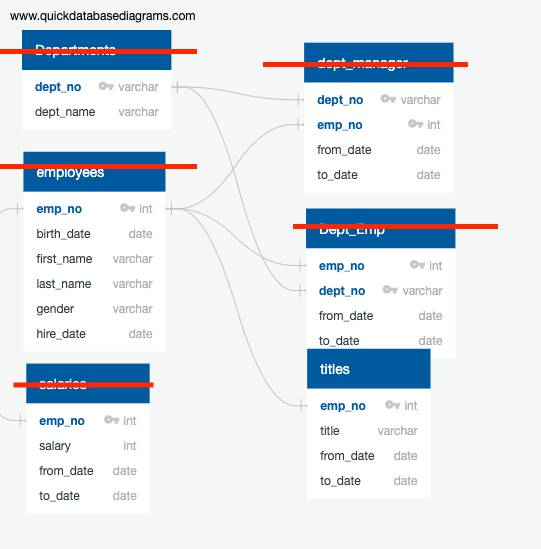 www.quickdatabasediagrams.com
Departments
dept_no varchar
dept_name varchar
employees
emp_no int
birth_date date
first_name varchar
last_name varchar
gender varchar
hire_date date
salaries
emp_no int
salary int
from_date date
to_date date
dept_manager
dept_no varchar
emp_no int
from_date date
to_date date
Dept_Emp
emp_no int
dept_no varchar
from_date date
to_date date
titles
emp_no int
title varchar
from_date date
to_date date